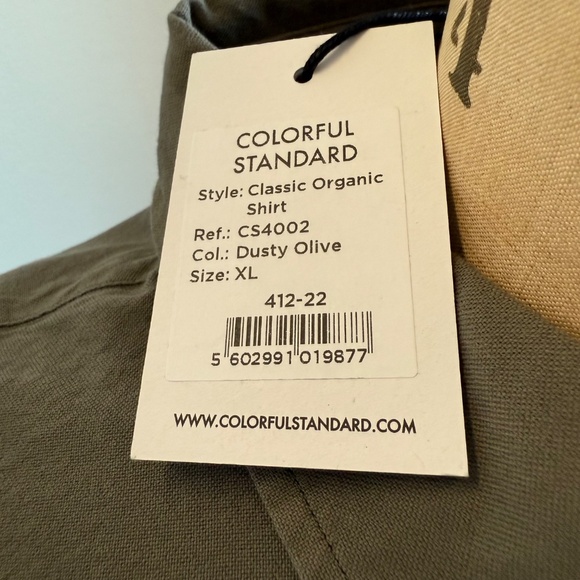 COLORFUL
STANDARD
Style: Classic Organic
Shirt
Ref.: CS4002
Col.: Dusty Olive
Size: XL
412-22
5 602991 019877
WWW.COLORFULSTANDARD.COM